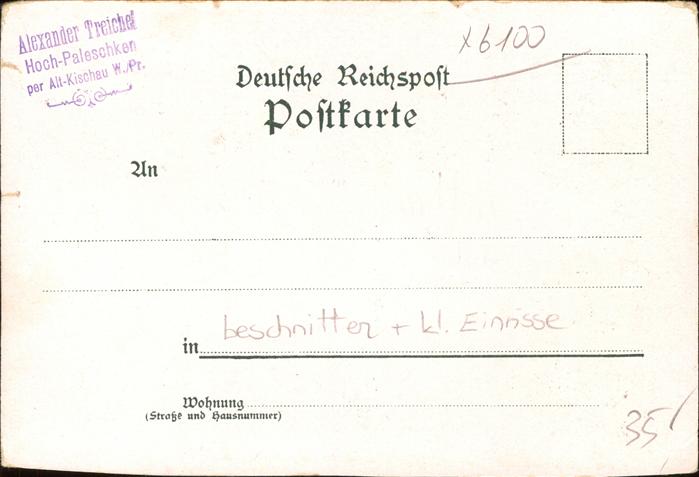 Alexander Treichel
Hoch-Paleschken
per Alt-Kischau W./Pr.
x6100
Deutsche Reichspost
Postkarte
An
beschnitten + kl. Einrisse
in
Wohnung
(Straße und Hausnummer)
35